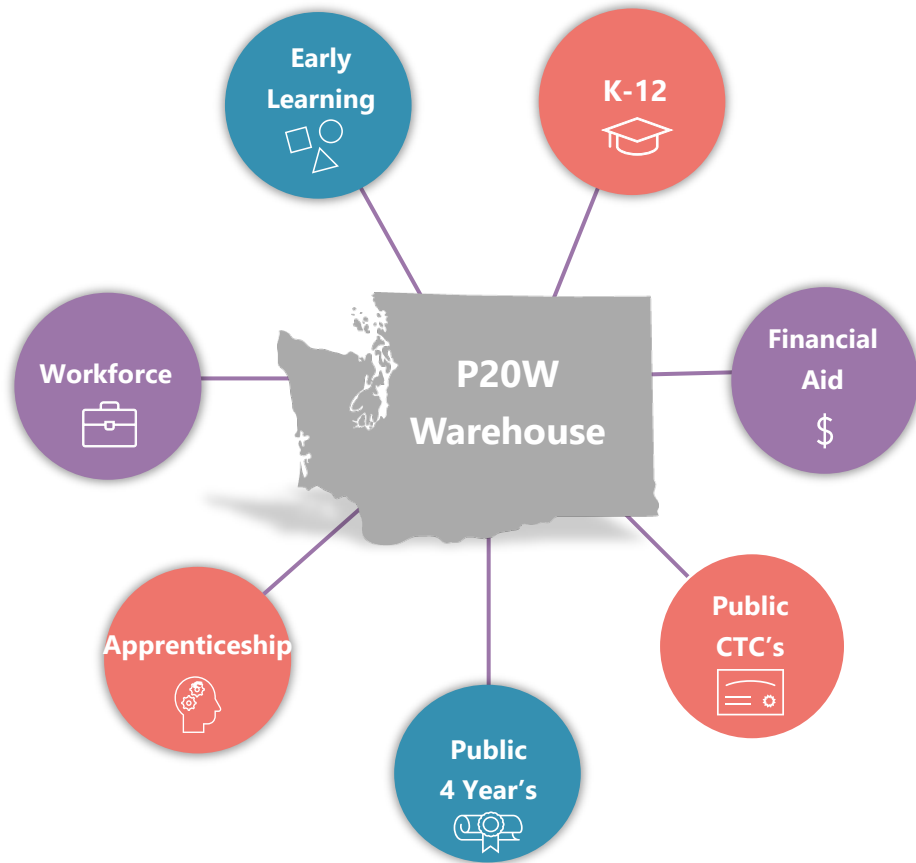 Early
Learning
K-12
Financial
Aid
$
Public
CTC's
Public
4 Year's
Apprenticeship
Workforce
P20W
Warehouse